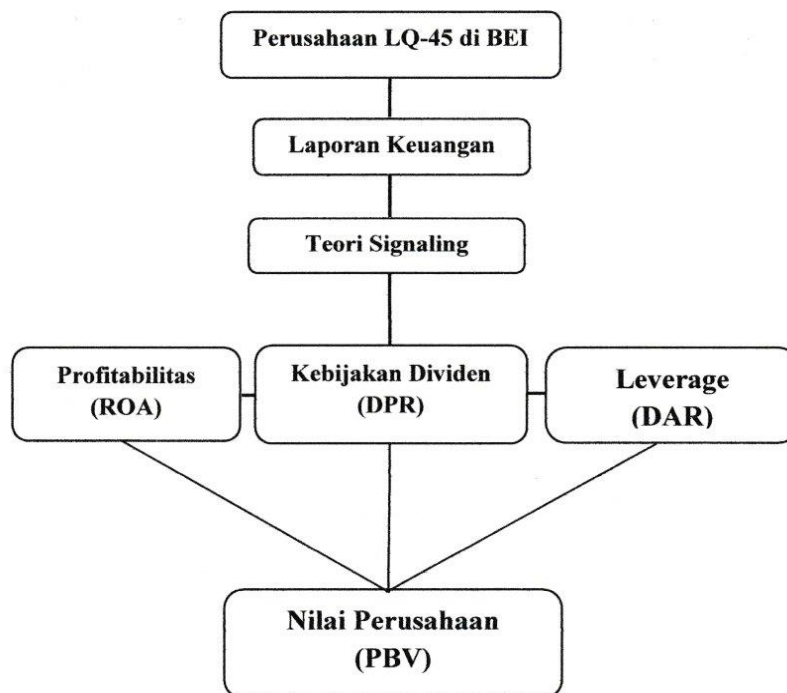 Perusahaan LQ-45 di BEI
Laporan Keuangan
Teori Signaling
Profitabilitas
(ROA)
Kebijakan Dividen
(DPR)
Leverage
(DAR)
Nilai Perusahaan
(PBV)